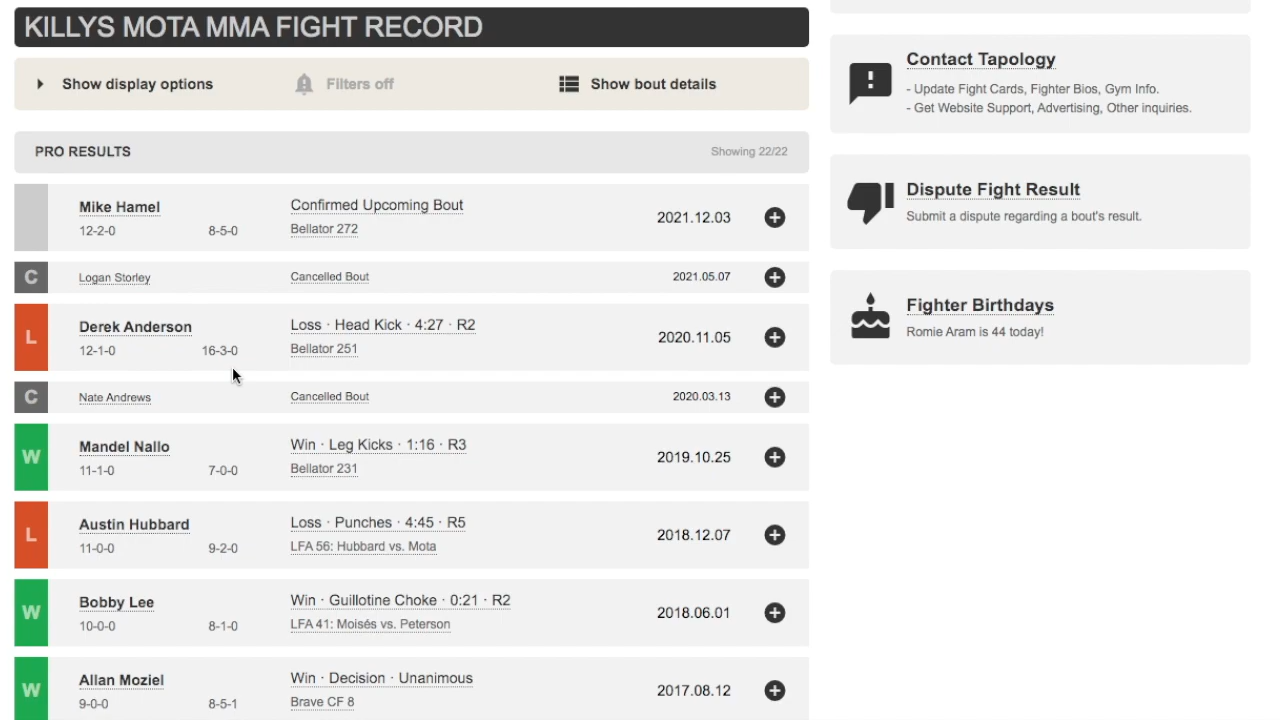 KILLYS MOTA MMA FIGHT RECORD
Show display options Filters off Show bout details
PRO RESULTS Showing 22/22
Mike Hamel Confirmed Upcoming Bout 2021.12.03
12-2-0 8-5-0 Bellator 272
C Logan Storley Cancelled Bout 2021.05.07
L Derek Anderson Loss · Head Kick · 4:27 · R2 2020.11.05
12-1-0 16-3-0 Bellator 251
C Nate Andrews Cancelled Bout 2020.03.13
W Mandel Nallo Win · Leg Kicks · 1:16 · R3 2019.10.25
11-1-0 7-0-0 Bellator 231
L Austin Hubbard Loss · Punches · 4:45 · R5 2018.12.07
11-0-0 9-2-0 LFA 56: Hubbard vs. Mota
W Bobby Lee Win · Guillotine Choke · 0:21 · R2 2018.06.01
10-0-0 8-1-0 LFA 41: Moisés vs. Peterson
W Allan Moziel Win · Decision · Unanimous 2017.08.12
9-0-0 8-5-1 Brave CF 8
Contact Tapology
- Update Fight Cards, Fighter Bios, Gym Info.
- Get Website Support, Advertising, Other inquiries.
Dispute Fight Result
Submit a dispute regarding a bout's result.
Fighter Birthdays
Romie Aram is 44 today!